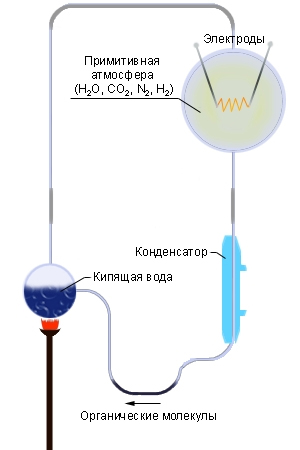 Электроды
Примитивная
атмосфера
(H₂O, CO₂, N₂, H₂)
Конденсатор
Кипящая вода
Органические молекулы